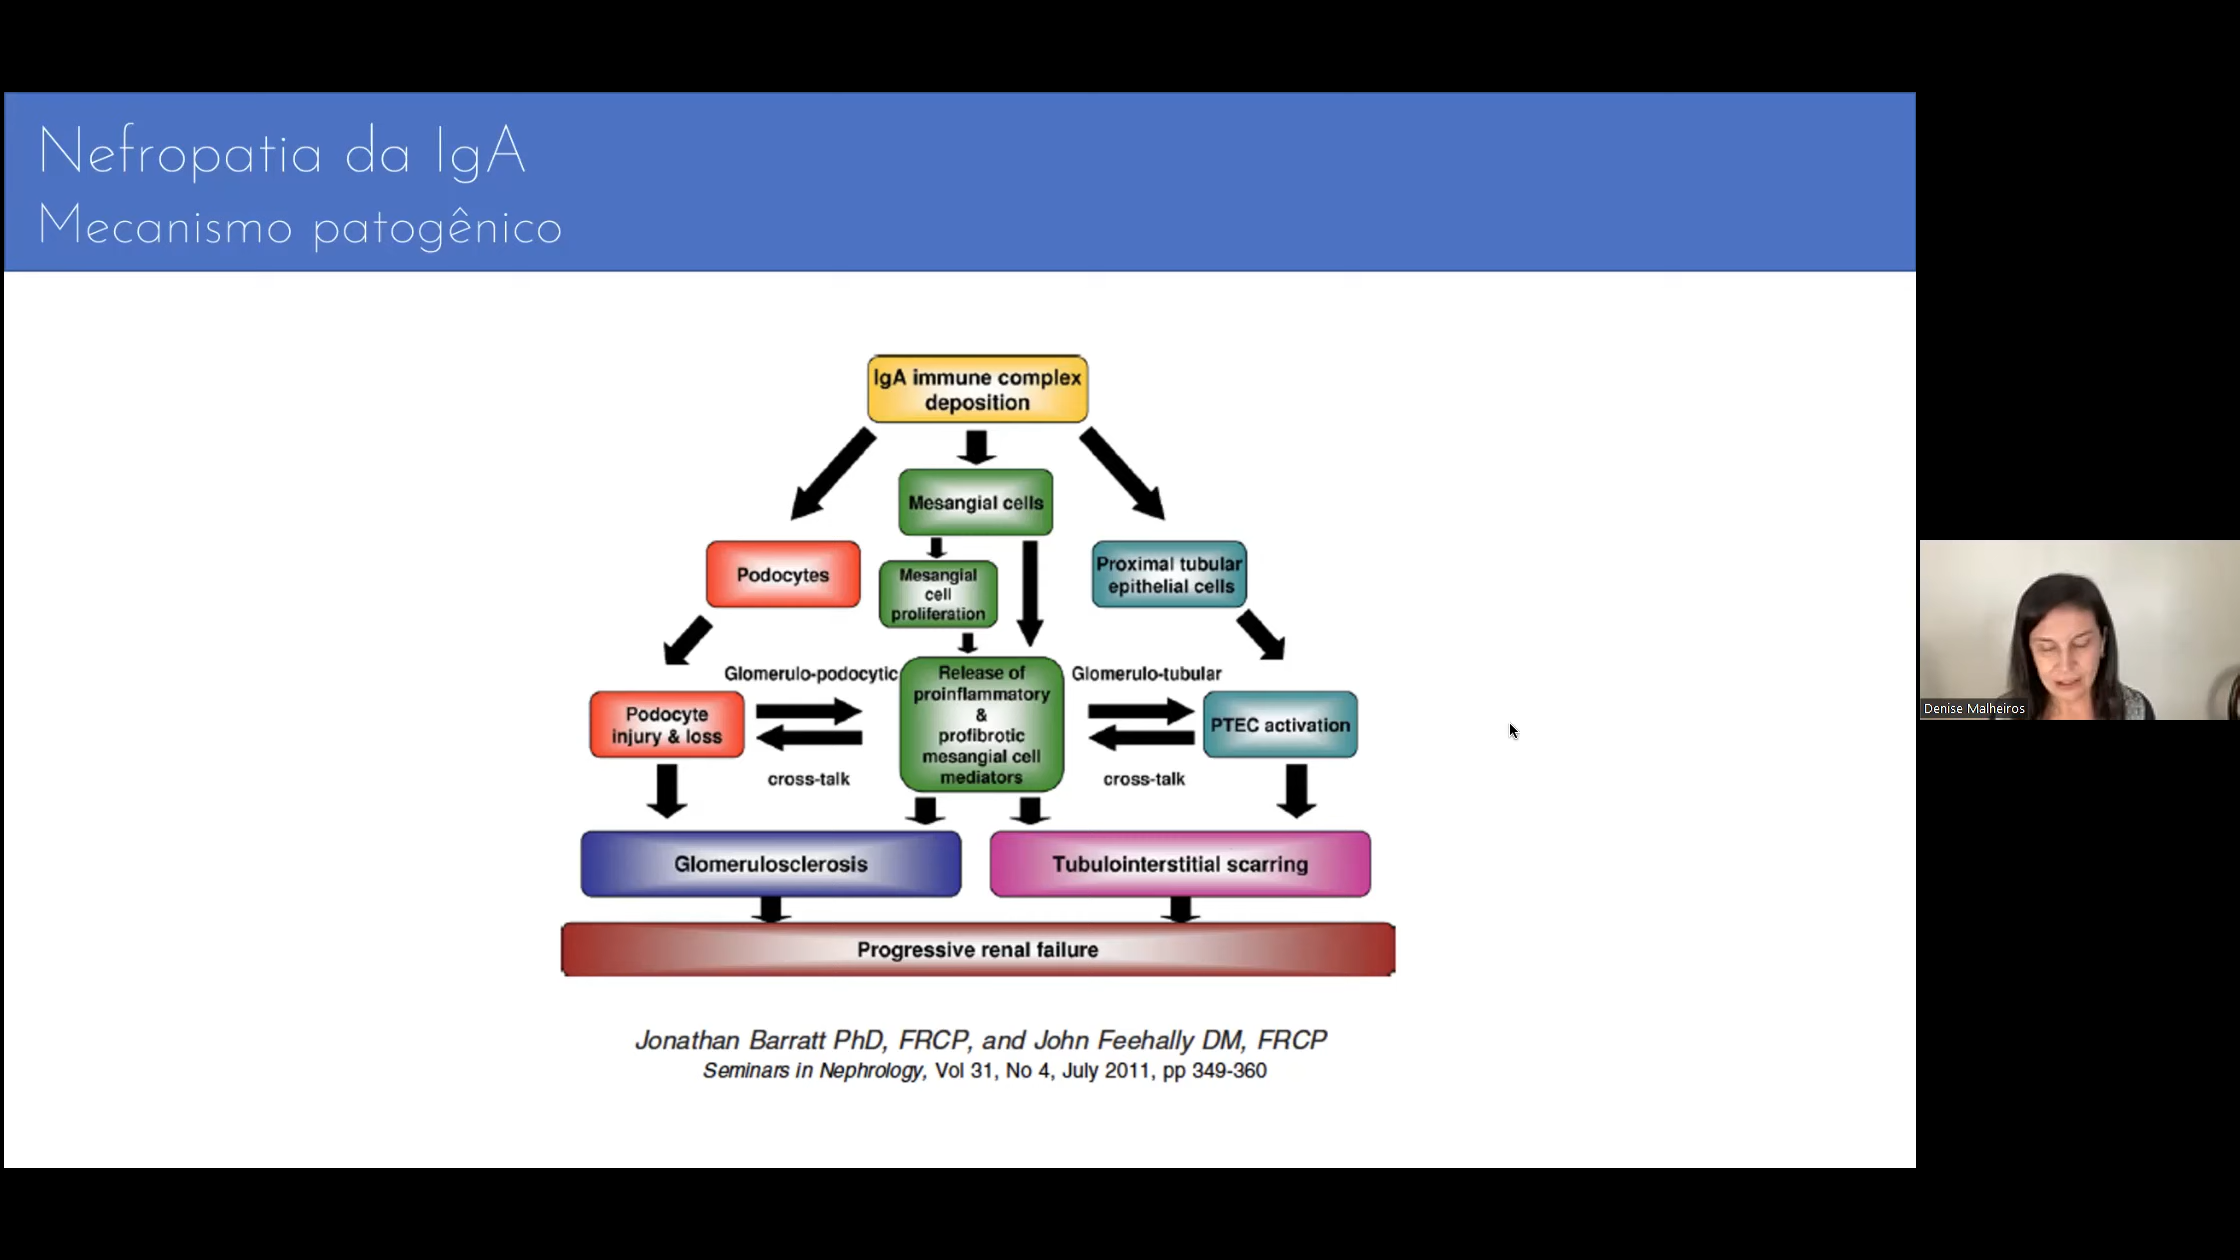 Nefropatia da IgA
Mecanismo patogênico
IgA immune complex
deposition
Mesangial cells
Podocytes
Mesangial
cell
proliferation
Proximal tubular
epithelial cells
Glomerulo-podocytic
Release of
proinflammatory
&
profibrotic
mesangial cell
mediators
Glomerulo-tubular
Podocyte
injury & loss
PTEC activation
cross-talk
cross-talk
Glomerulosclerosis
Tubulointerstitial scarring
Progressive renal failure
Jonathan Barratt PhD, FRCP, and John Feehally DM, FRCP
Seminars in Nephrology, Vol 31, No 4, July 2011, pp 349-360
Denise Malheiros